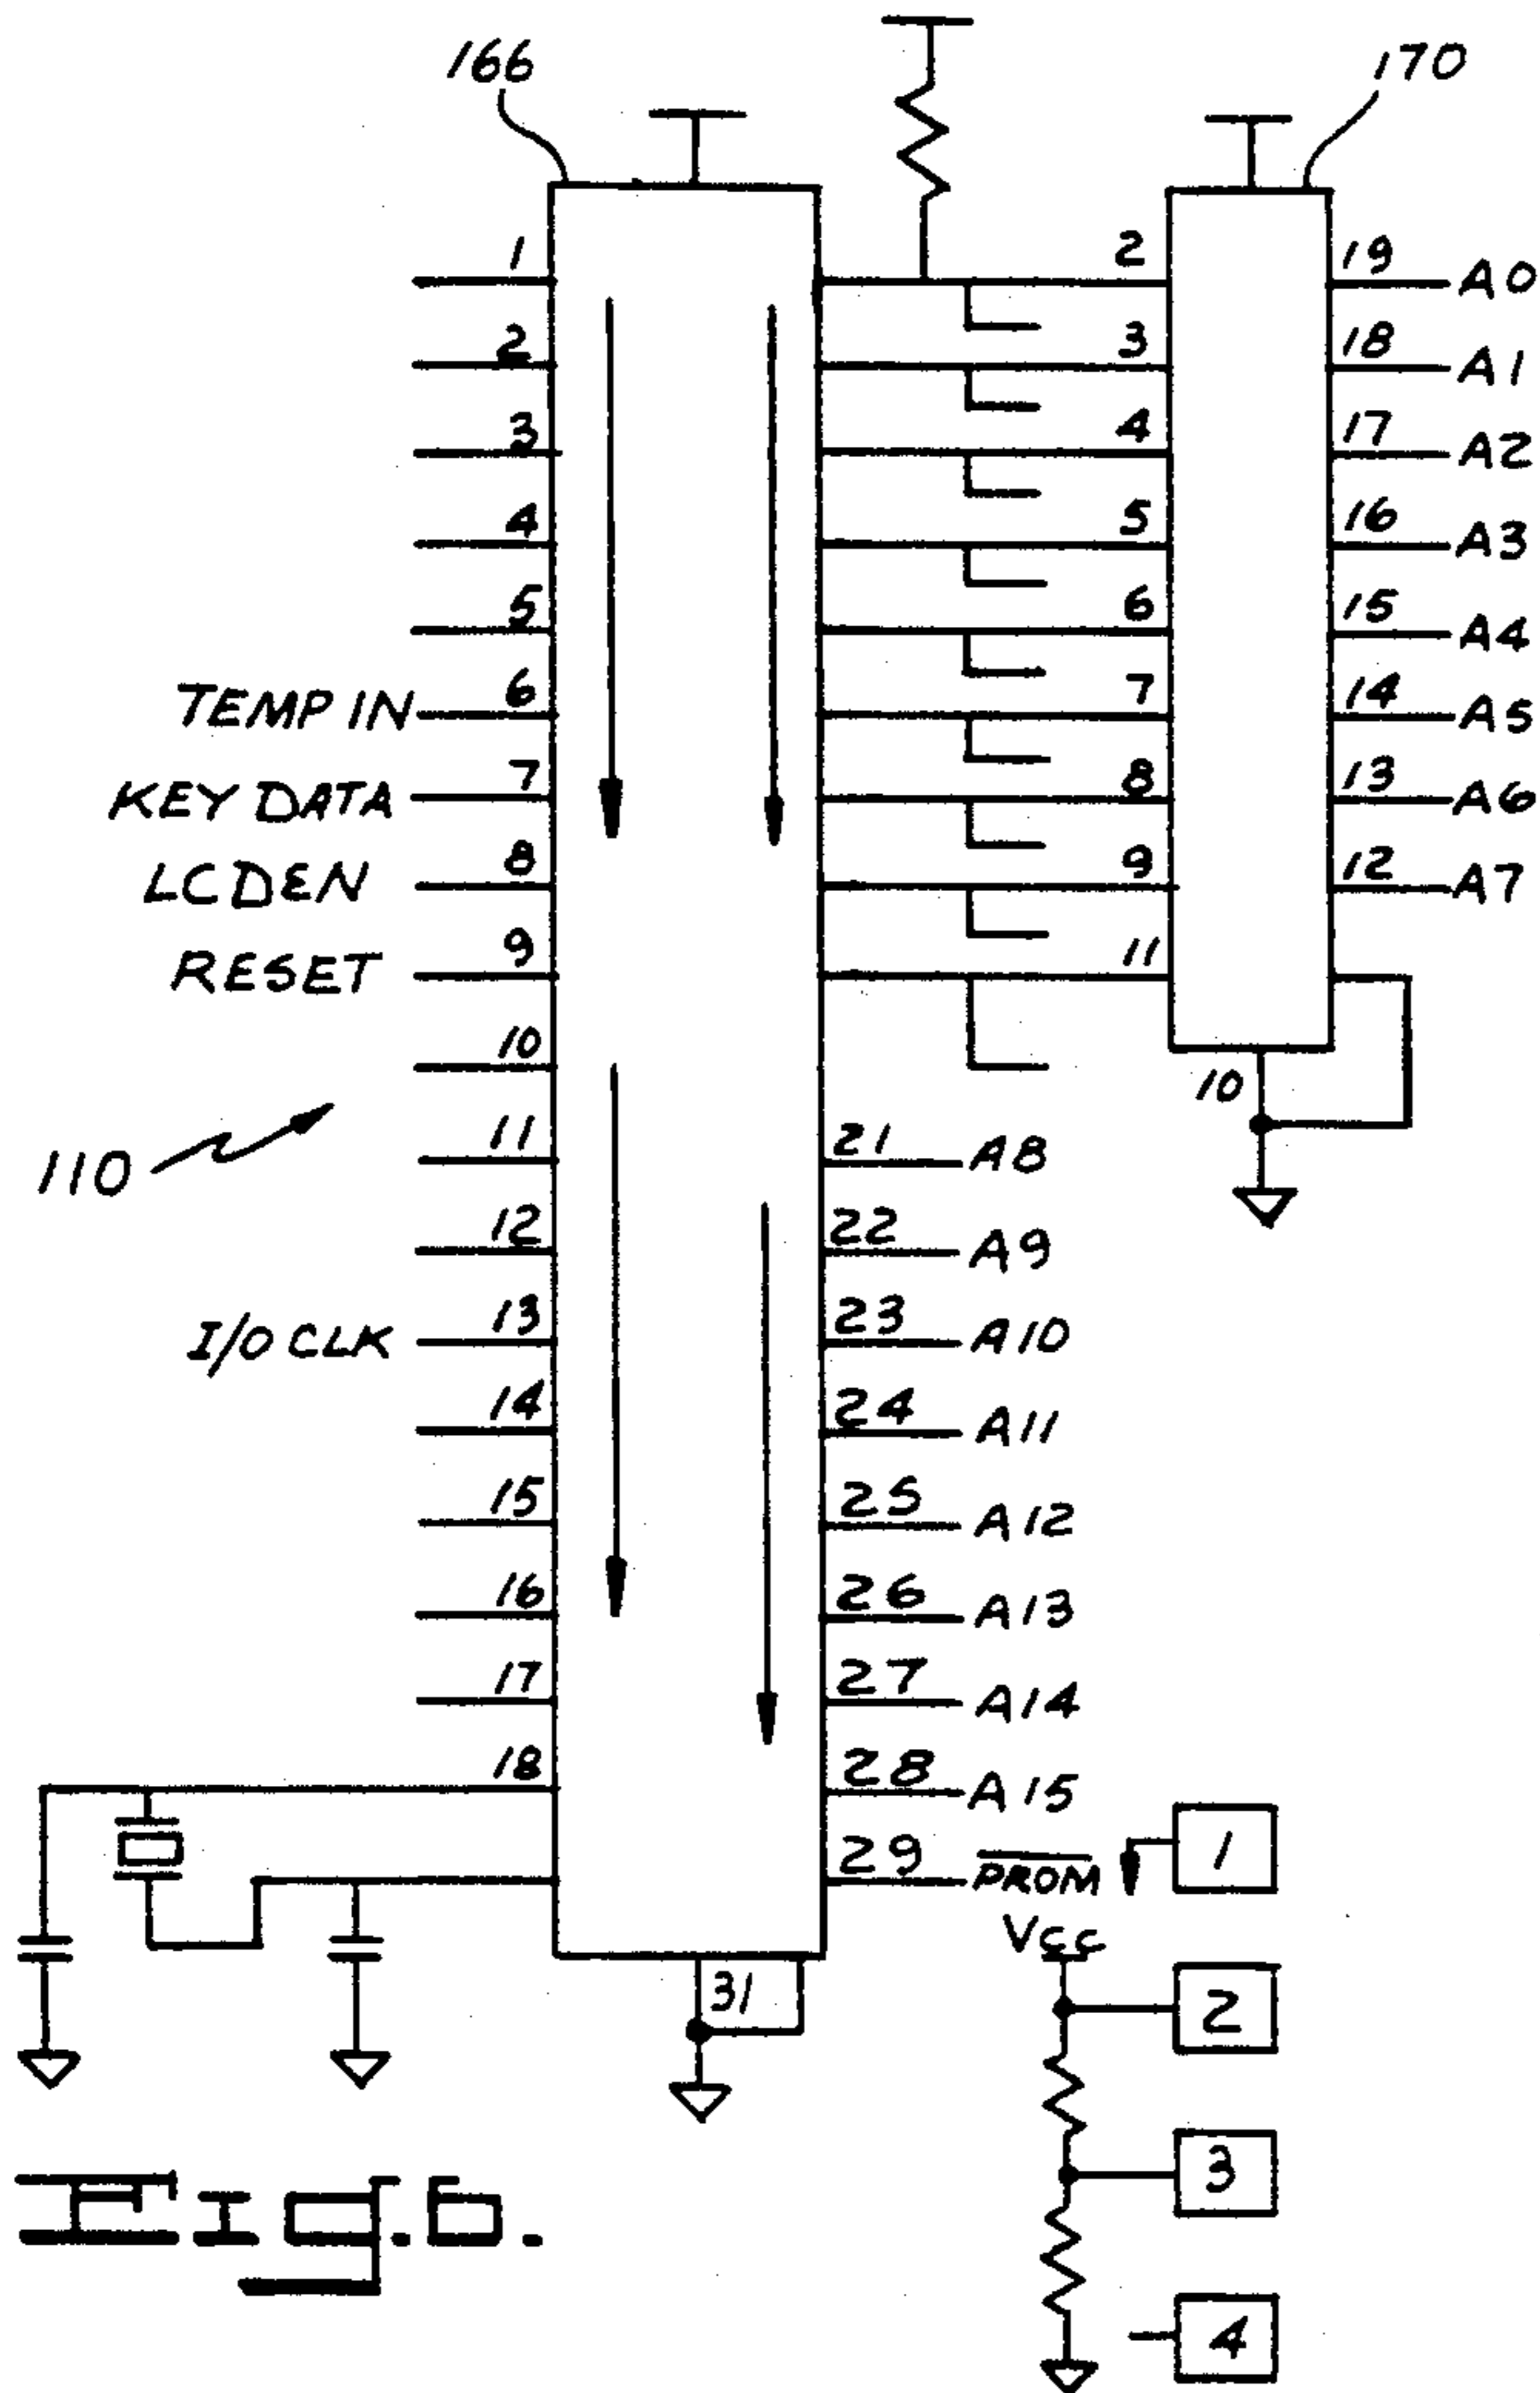 166
170
1 2 19 A0
2 3 18 A1
3 4 17 A2
4 5 16 A3
5 6 15 A4
TEMP IN 6 7 14 A5
KEY DATA 7 8 13 A6
LCDEN 8 9 12 A7
RESET 9 11
10 10
110
11 21 A8
12 22 A9
I/O CLK 13 23 A10
14 24 A11
15 25 A12
16 26 A13
17 27 A14
18 28 A15
29 PROM 1
Vcc
31 2
3
4
Fig. 6.